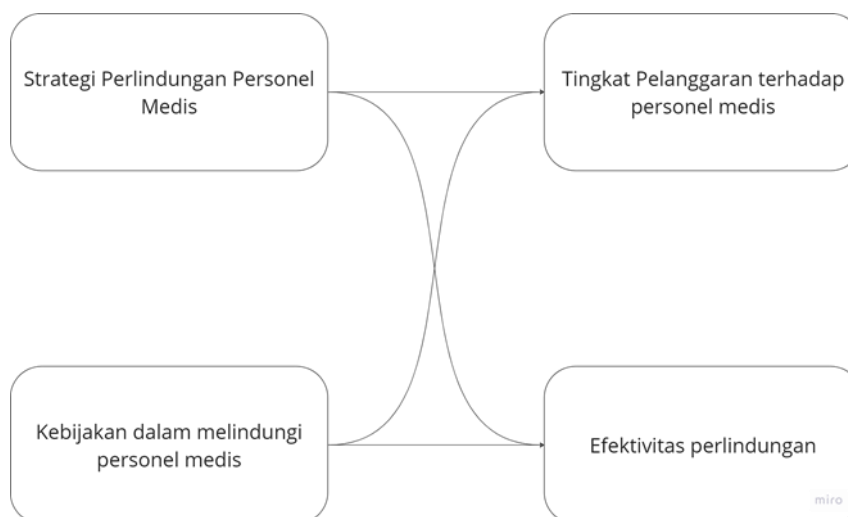 Strategi Perlindungan Personel
Medis
Tingkat Pelanggaran terhadap
personel medis
Kebijakan dalam melindungi
personel medis
Efektivitas perlindungan
miro